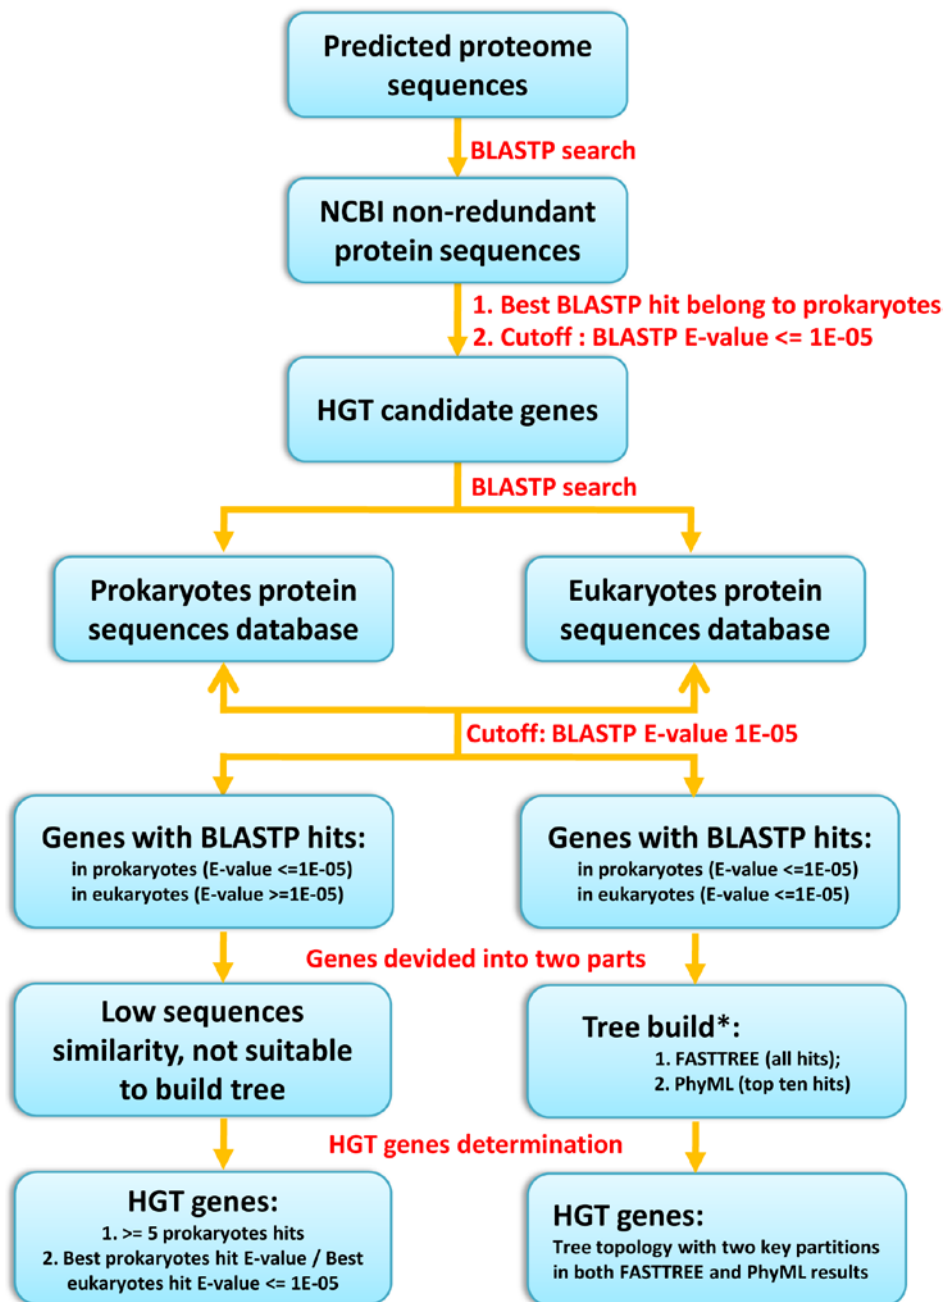 Predicted proteome
sequences
BLASTP search
NCBI non-redundant
protein sequences
1. Best BLASTP hit belong to prokaryotes
2. Cutoff : BLASTP E-value <= 1E-05
HGT candidate genes
BLASTP search
Prokaryotes protein
sequences database
Eukaryotes protein
sequences database
Cutoff: BLASTP E-value 1E-05
Genes with BLASTP hits:
in prokaryotes (E-value <=1E-05)
in eukaryotes (E-value >=1E-05)
Genes with BLASTP hits:
in prokaryotes (E-value <=1E-05)
in eukaryotes (E-value <=1E-05)
Genes devided into two parts
Low sequences
similarity, not suitable
to build tree
Tree build*:
1. FASTTREE (all hits);
2. PhyML (top ten hits)
HGT genes determination
HGT genes:
1. >= 5 prokaryotes hits
2. Best prokaryotes hit E-value / Best
eukaryotes hit E-value <= 1E-05
HGT genes:
Tree topology with two key partitions
in both FASTTREE and PhyML results